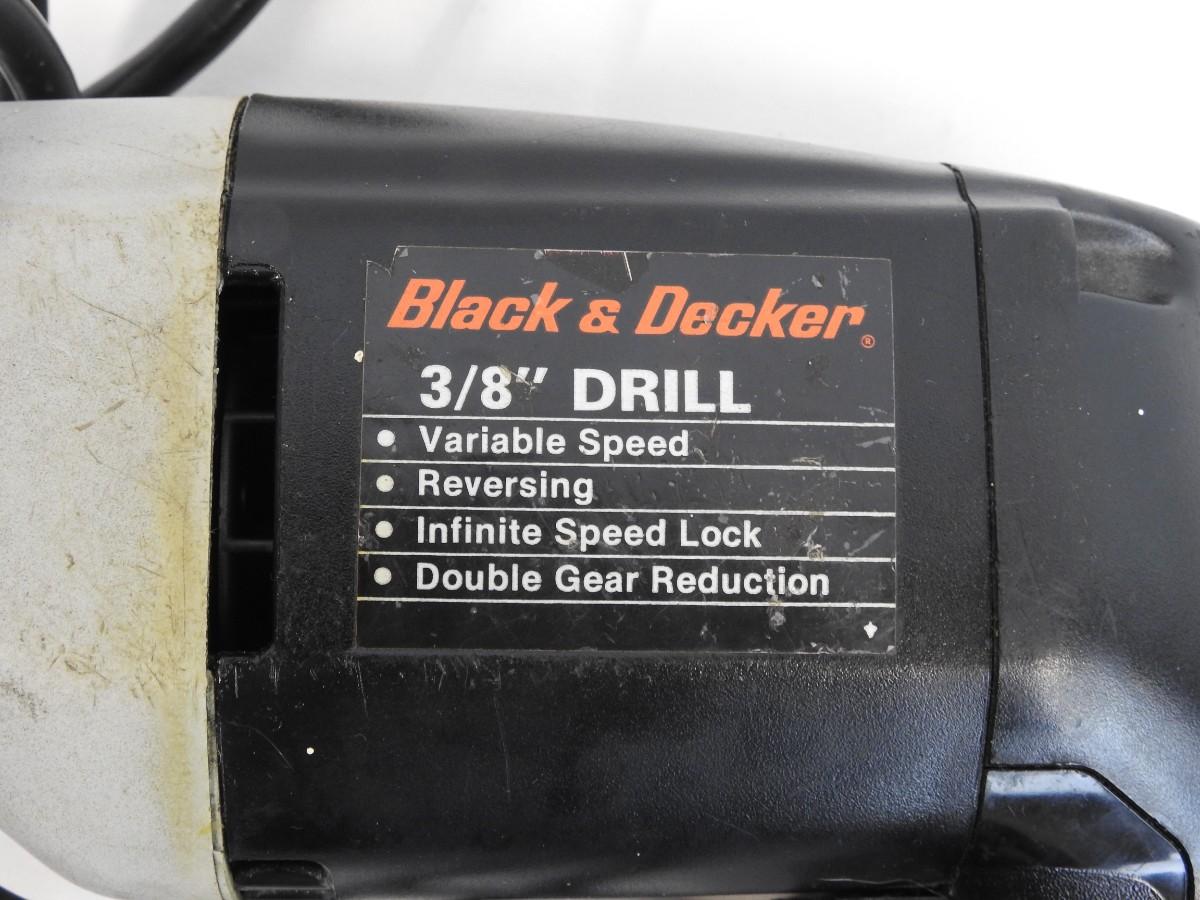 Black & Decker®
3/8" DRILL
• Variable Speed
• Reversing
• Infinite Speed Lock
• Double Gear Reduction